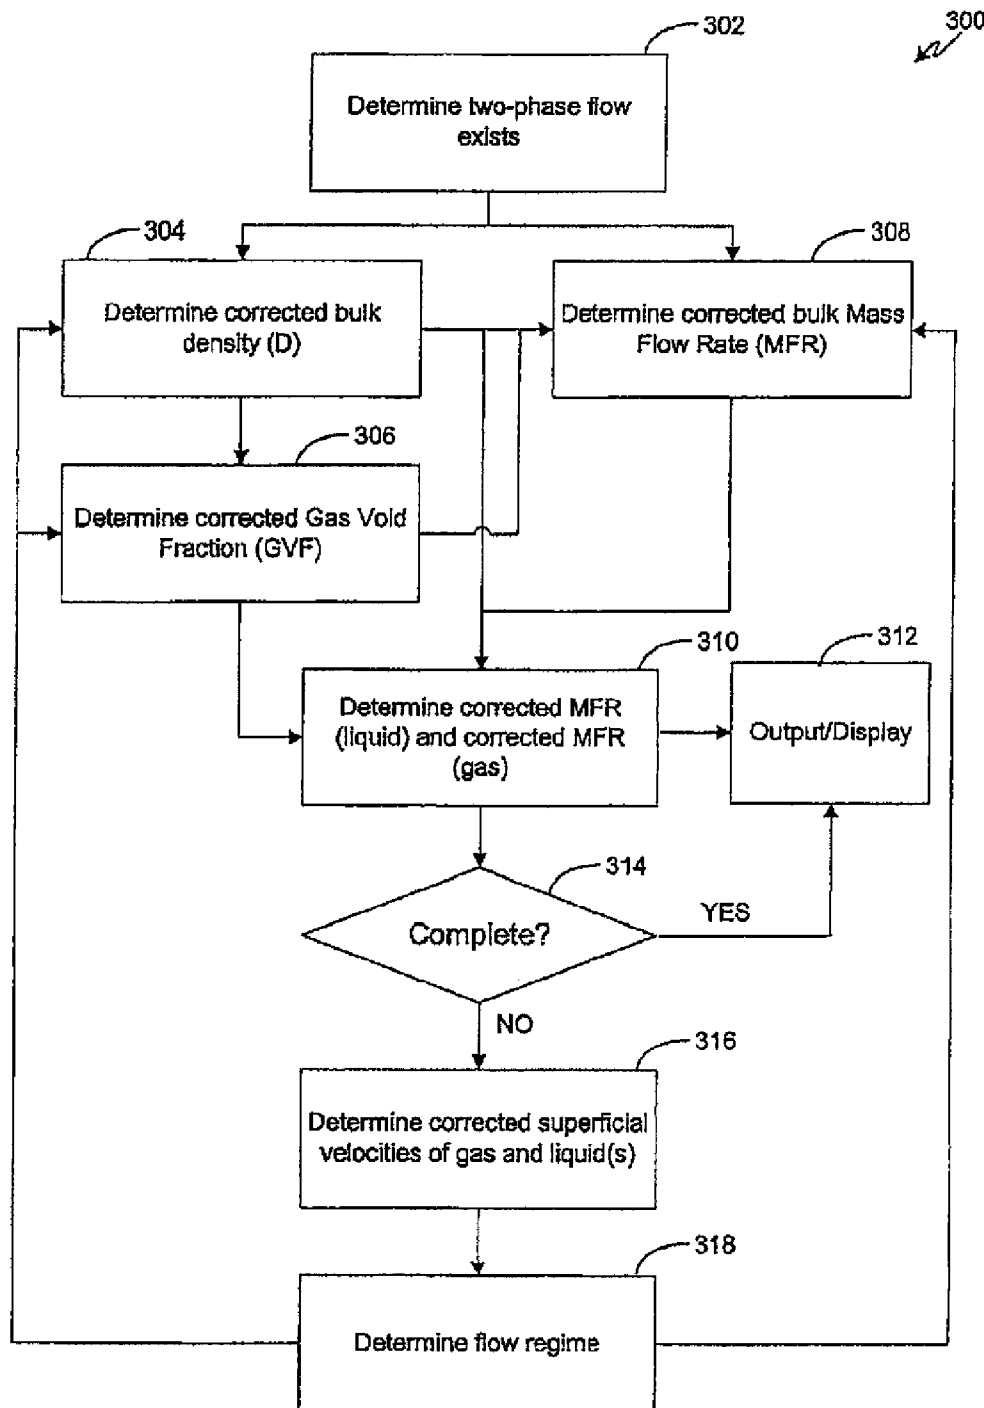 300
302
Determine two-phase flow
exists
304
308
Determine corrected bulk
density (D)
Determine corrected bulk Mass
Flow Rate (MFR)
306
Determine corrected Gas Void
Fraction (GVF)
310
312
Determine corrected MFR
(liquid) and corrected MFR
(gas)
Output/Display
314
Complete?
YES
NO
316
Determine corrected superficial
velocities of gas and liquid(s)
318
Determine flow regime